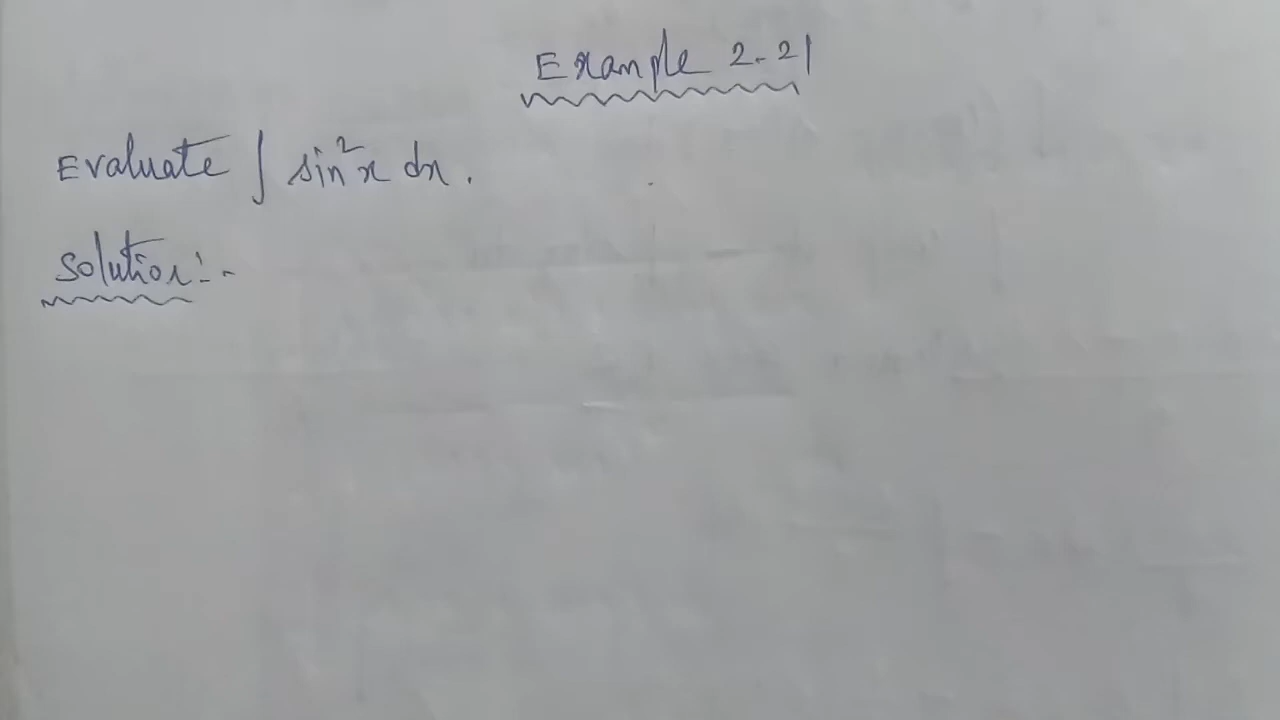 Example 2.21
Evaluate ∫ sin²x dx.
Solution:-